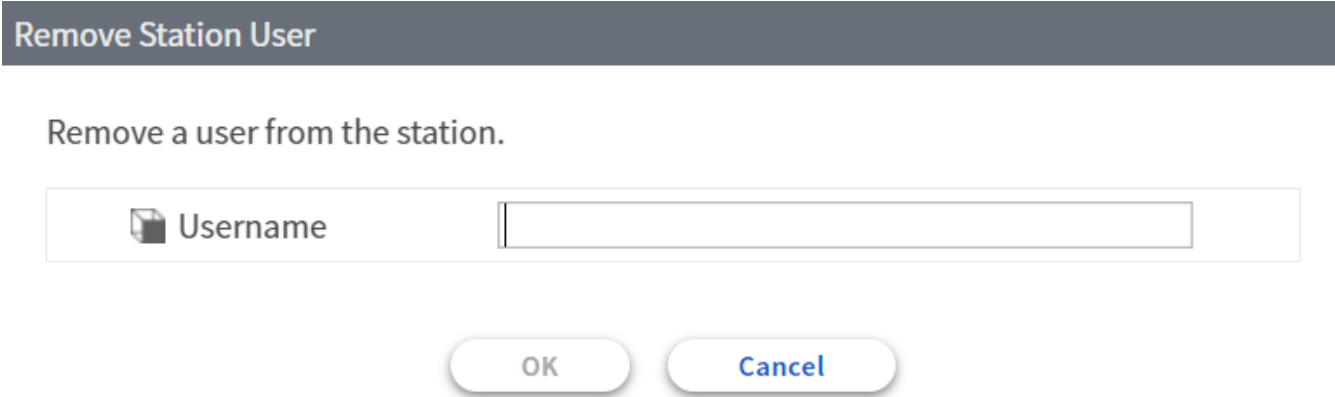 Remove Station User
Remove a user from the station.
Username
OK Cancel